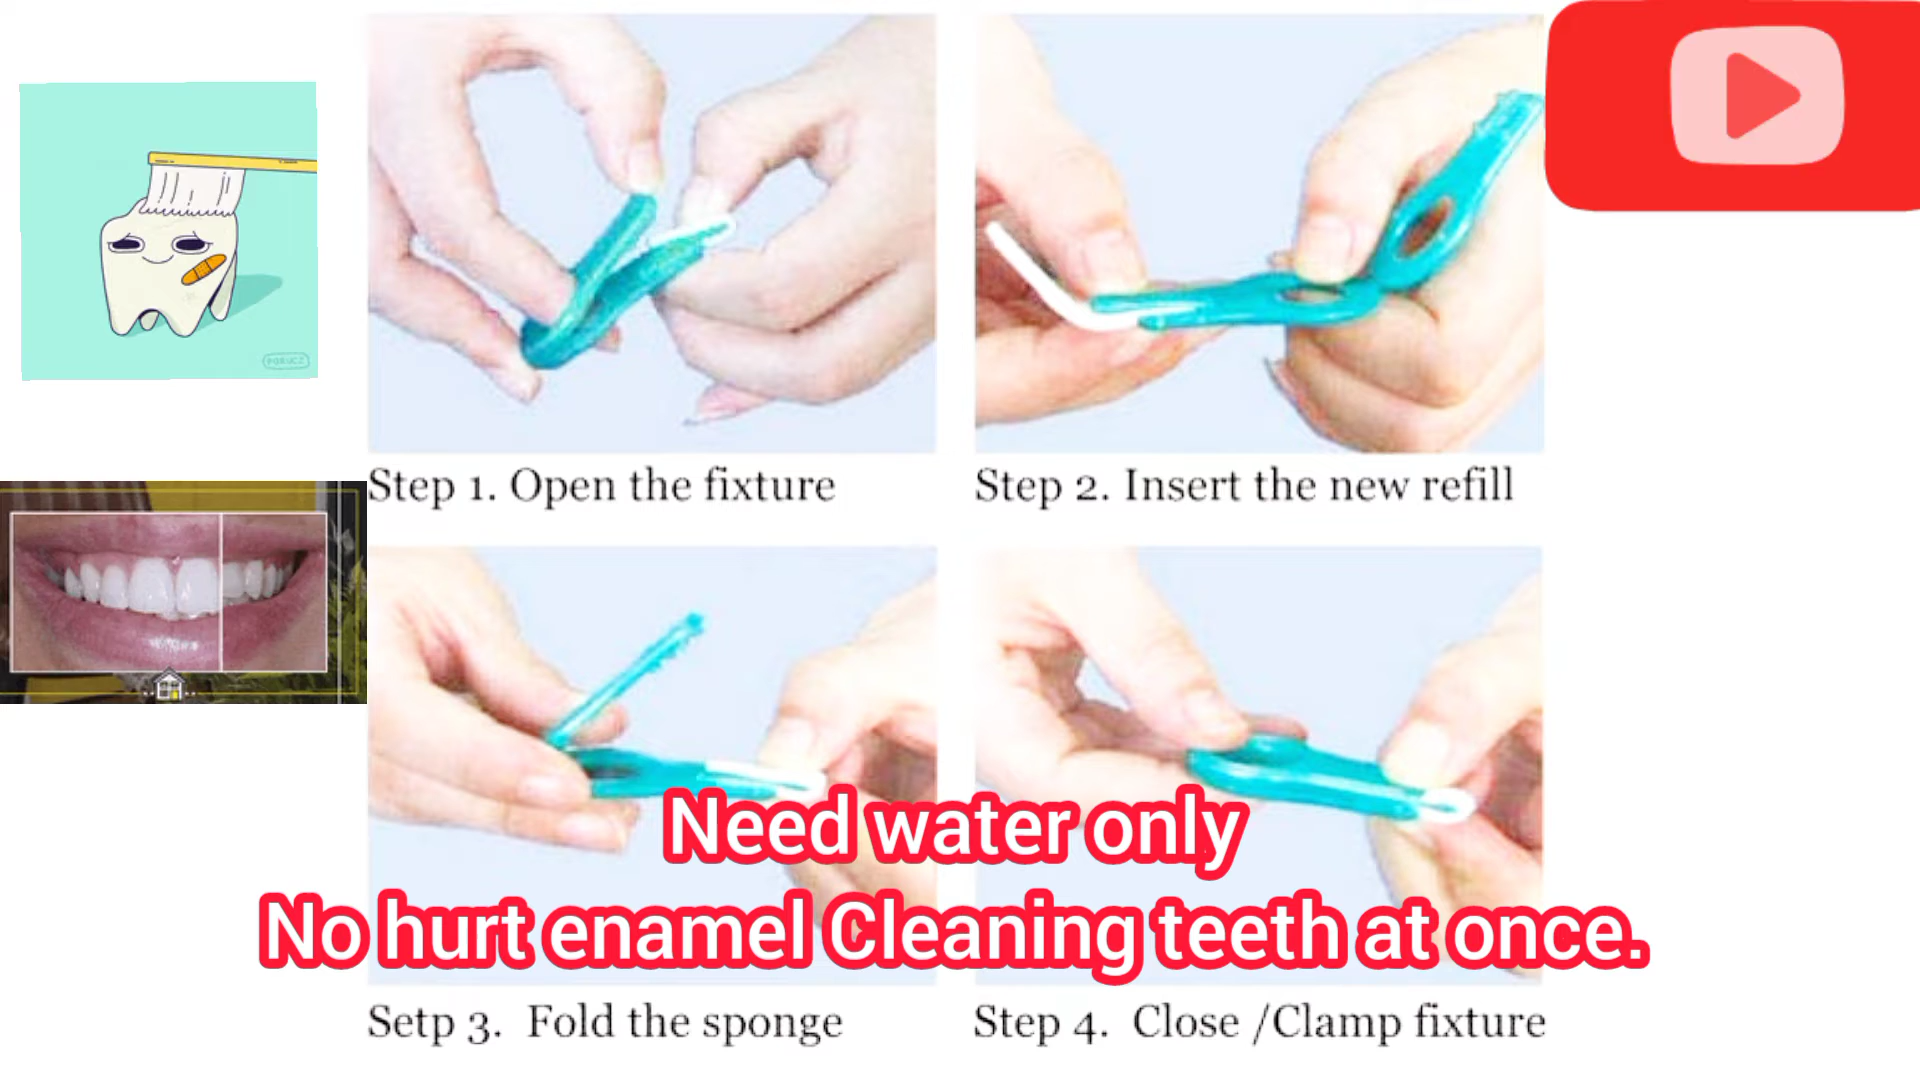 Step 1. Open the fixture
Step 2. Insert the new refill
Need water only
No hurt enamel Cleaning teeth at once.
Setp 3. Fold the sponge
Step 4. Close /Clamp fixture